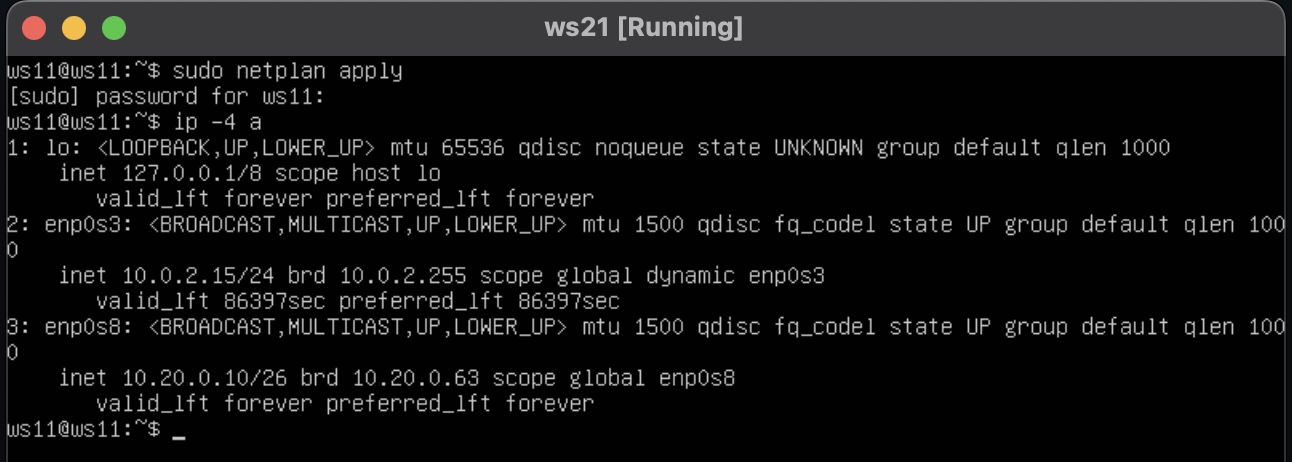 ws21 [Running]
ws11@ws11:~$ sudo netplan apply
[sudo] password for ws11:
ws11@ws11:~$ ip -4 a
1: lo: <LOOPBACK,UP,LOWER_UP> mtu 65536 qdisc noqueue state UNKNOWN group default qlen 1000
    inet 127.0.0.1/8 scope host lo
       valid_lft forever preferred_lft forever
2: enp0s3: <BROADCAST,MULTICAST,UP,LOWER_UP> mtu 1500 qdisc fq_codel state UP group default qlen 100
0
    inet 10.0.2.15/24 brd 10.0.2.255 scope global dynamic enp0s3
       valid_lft 86397sec preferred_lft 86397sec
3: enp0s8: <BROADCAST,MULTICAST,UP,LOWER_UP> mtu 1500 qdisc fq_codel state UP group default qlen 100
0
    inet 10.20.0.10/26 brd 10.20.0.63 scope global enp0s8
       valid_lft forever preferred_lft forever
ws11@ws11:~$ _